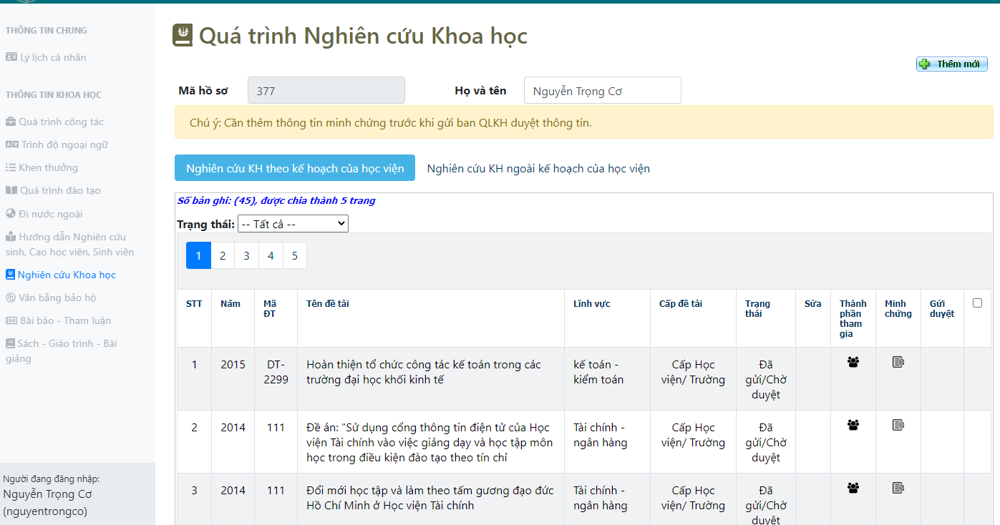 THÔNG TIN CHUNG
Lý lịch cá nhân
THÔNG TIN KHOA HỌC
Quá trình công tác
Trình độ ngoại ngữ
Khen thưởng
Quá trình đào tạo
Đi nước ngoài
Hướng dẫn Nghiên cứu
sinh, Cao học viên, Sinh viên
Nghiên cứu Khoa học
Văn bằng bảo hộ
Bài báo - Tham luận
Sách - Giáo trình - Bài
giảng
Người đang đăng nhập:
Nguyễn Trọng Cơ
(nguyentrongco)
Quá trình Nghiên cứu Khoa học
Thêm mới
Mã hồ sơ 377 Họ và tên Nguyễn Trọng Cơ
Chú ý: Cần thêm thông tin minh chứng trước khi gửi ban QLKH duyệt thông tin.
Nghiên cứu KH theo kế hoạch của học viện Nghiên cứu KH ngoài kế hoạch của học viện
Số bản ghi: (45), được chia thành 5 trang
Trạng thái: -- Tất cả --
1 2 3 4 5
STT Năm Mã ĐT Tên đề tài Lĩnh vực Cấp đề tài Trạng thái Sửa Thành phần tham gia Minh chứng Gửi duyệt
1 2015 DT-2299 Hoàn thiện tổ chức công tác kế toán trong các trường đại học khối kinh tế kế toán - kiểm toán Cấp Học viện/ Trường Đã gửi/Chờ duyệt
2 2014 111 Đề án: "Sử dụng cổng thông tin điện tử của Học viện Tài chính vào việc giảng dạy và học tập môn học trong điều kiện đào tạo theo tín chỉ Tài chính - ngân hàng Cấp Học viện/ Trường Đã gửi/Chờ duyệt
3 2014 111 Đổi mới học tập và làm theo tấm gương đạo đức Hồ Chí Minh ở Học viện Tài chính Tài chính - ngân hàng Cấp Học viện/ Trường Đã gửi/Chờ duyệt